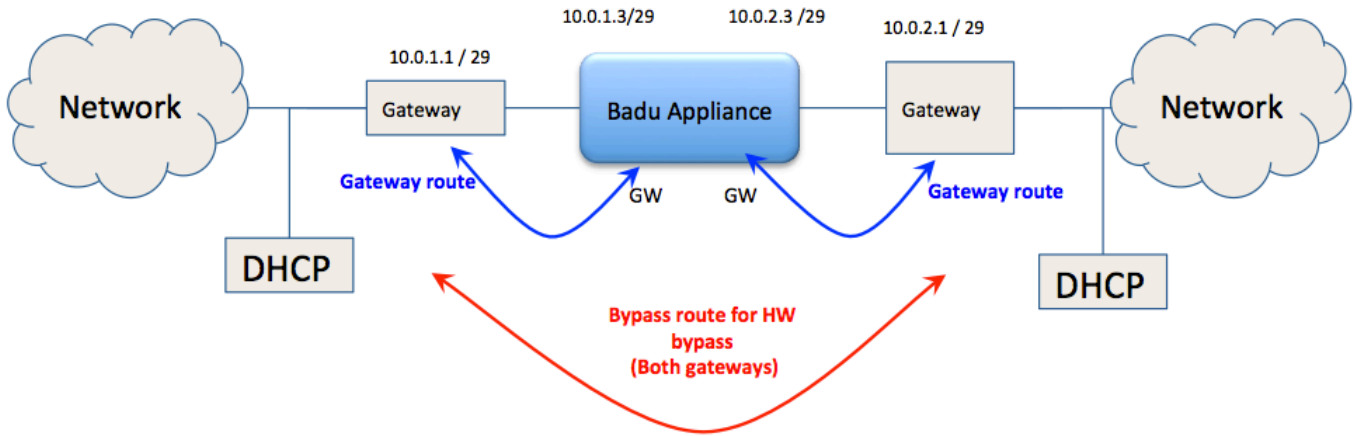 10.0.1.3/29
10.0.2.3 /29
10.0.2.1 / 29
10.0.1.1 / 29
Network
Gateway
Badu Appliance
Gateway
Network
Gateway route
GW
GW
Gateway route
DHCP
DHCP
Bypass route for HW
bypass
(Both gateways)